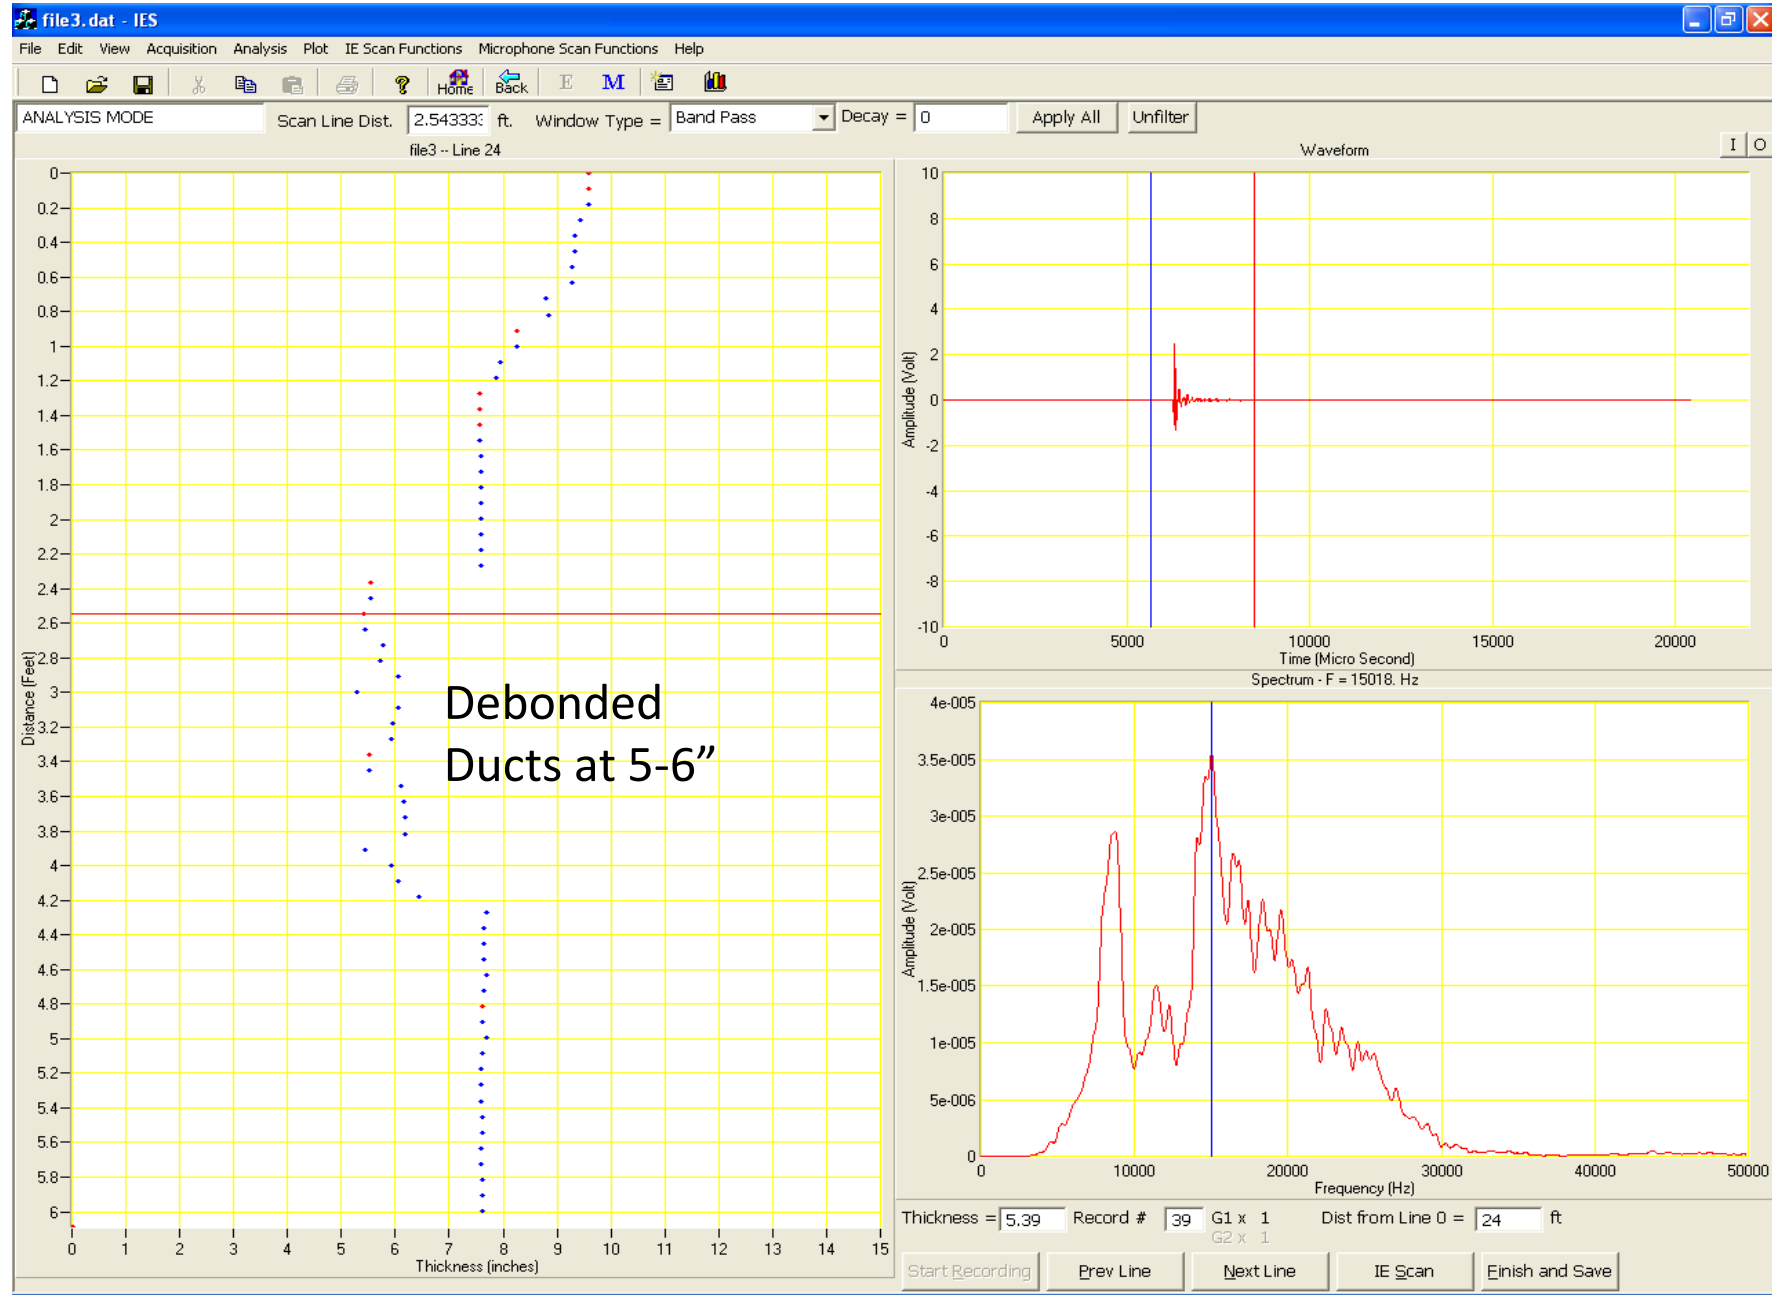 file3.dat - IES
File Edit View Acquisition Analysis Plot IE Scan Functions Microphone Scan Functions Help
Home Back E M
ANALYSIS MODE Scan Line Dist. 2.543333 ft. Window Type = Band Pass Decay = 0 Apply All Unfilter
I O
file3 -- Line 24
0
0.2
0.4
0.6
0.8
1
1.2
1.4
1.6
1.8
2
2.2
2.4
2.6
2.8
3
3.2
3.4
3.6
3.8
4
4.2
4.4
4.6
4.8
5
5.2
5.4
5.6
5.8
6
Distance (Feet)
Debonded
Ducts at 5-6”
0 1 2 3 4 5 6 7 8 9 10 11 12 13 14 15
Thickness (inches)
Waveform
10
8
6
4
2
0
-2
-4
-6
-8
-10
Amplitude (Volt)
0 5000 10000 15000 20000
Time (Micro Second)
Spectrum - F = 15018. Hz
4e-005
3.5e-005
3e-005
2.5e-005
2e-005
1.5e-005
1e-005
5e-006
0
Amplitude (Volt)
0 10000 20000 30000 40000 50000
Frequency (Hz)
Thickness = 5.39 Record # 39 G1 x 1 Dist from Line 0 = 24 ft
G2 x 1
Start Recording Prev Line Next Line IE Scan Finish and Save